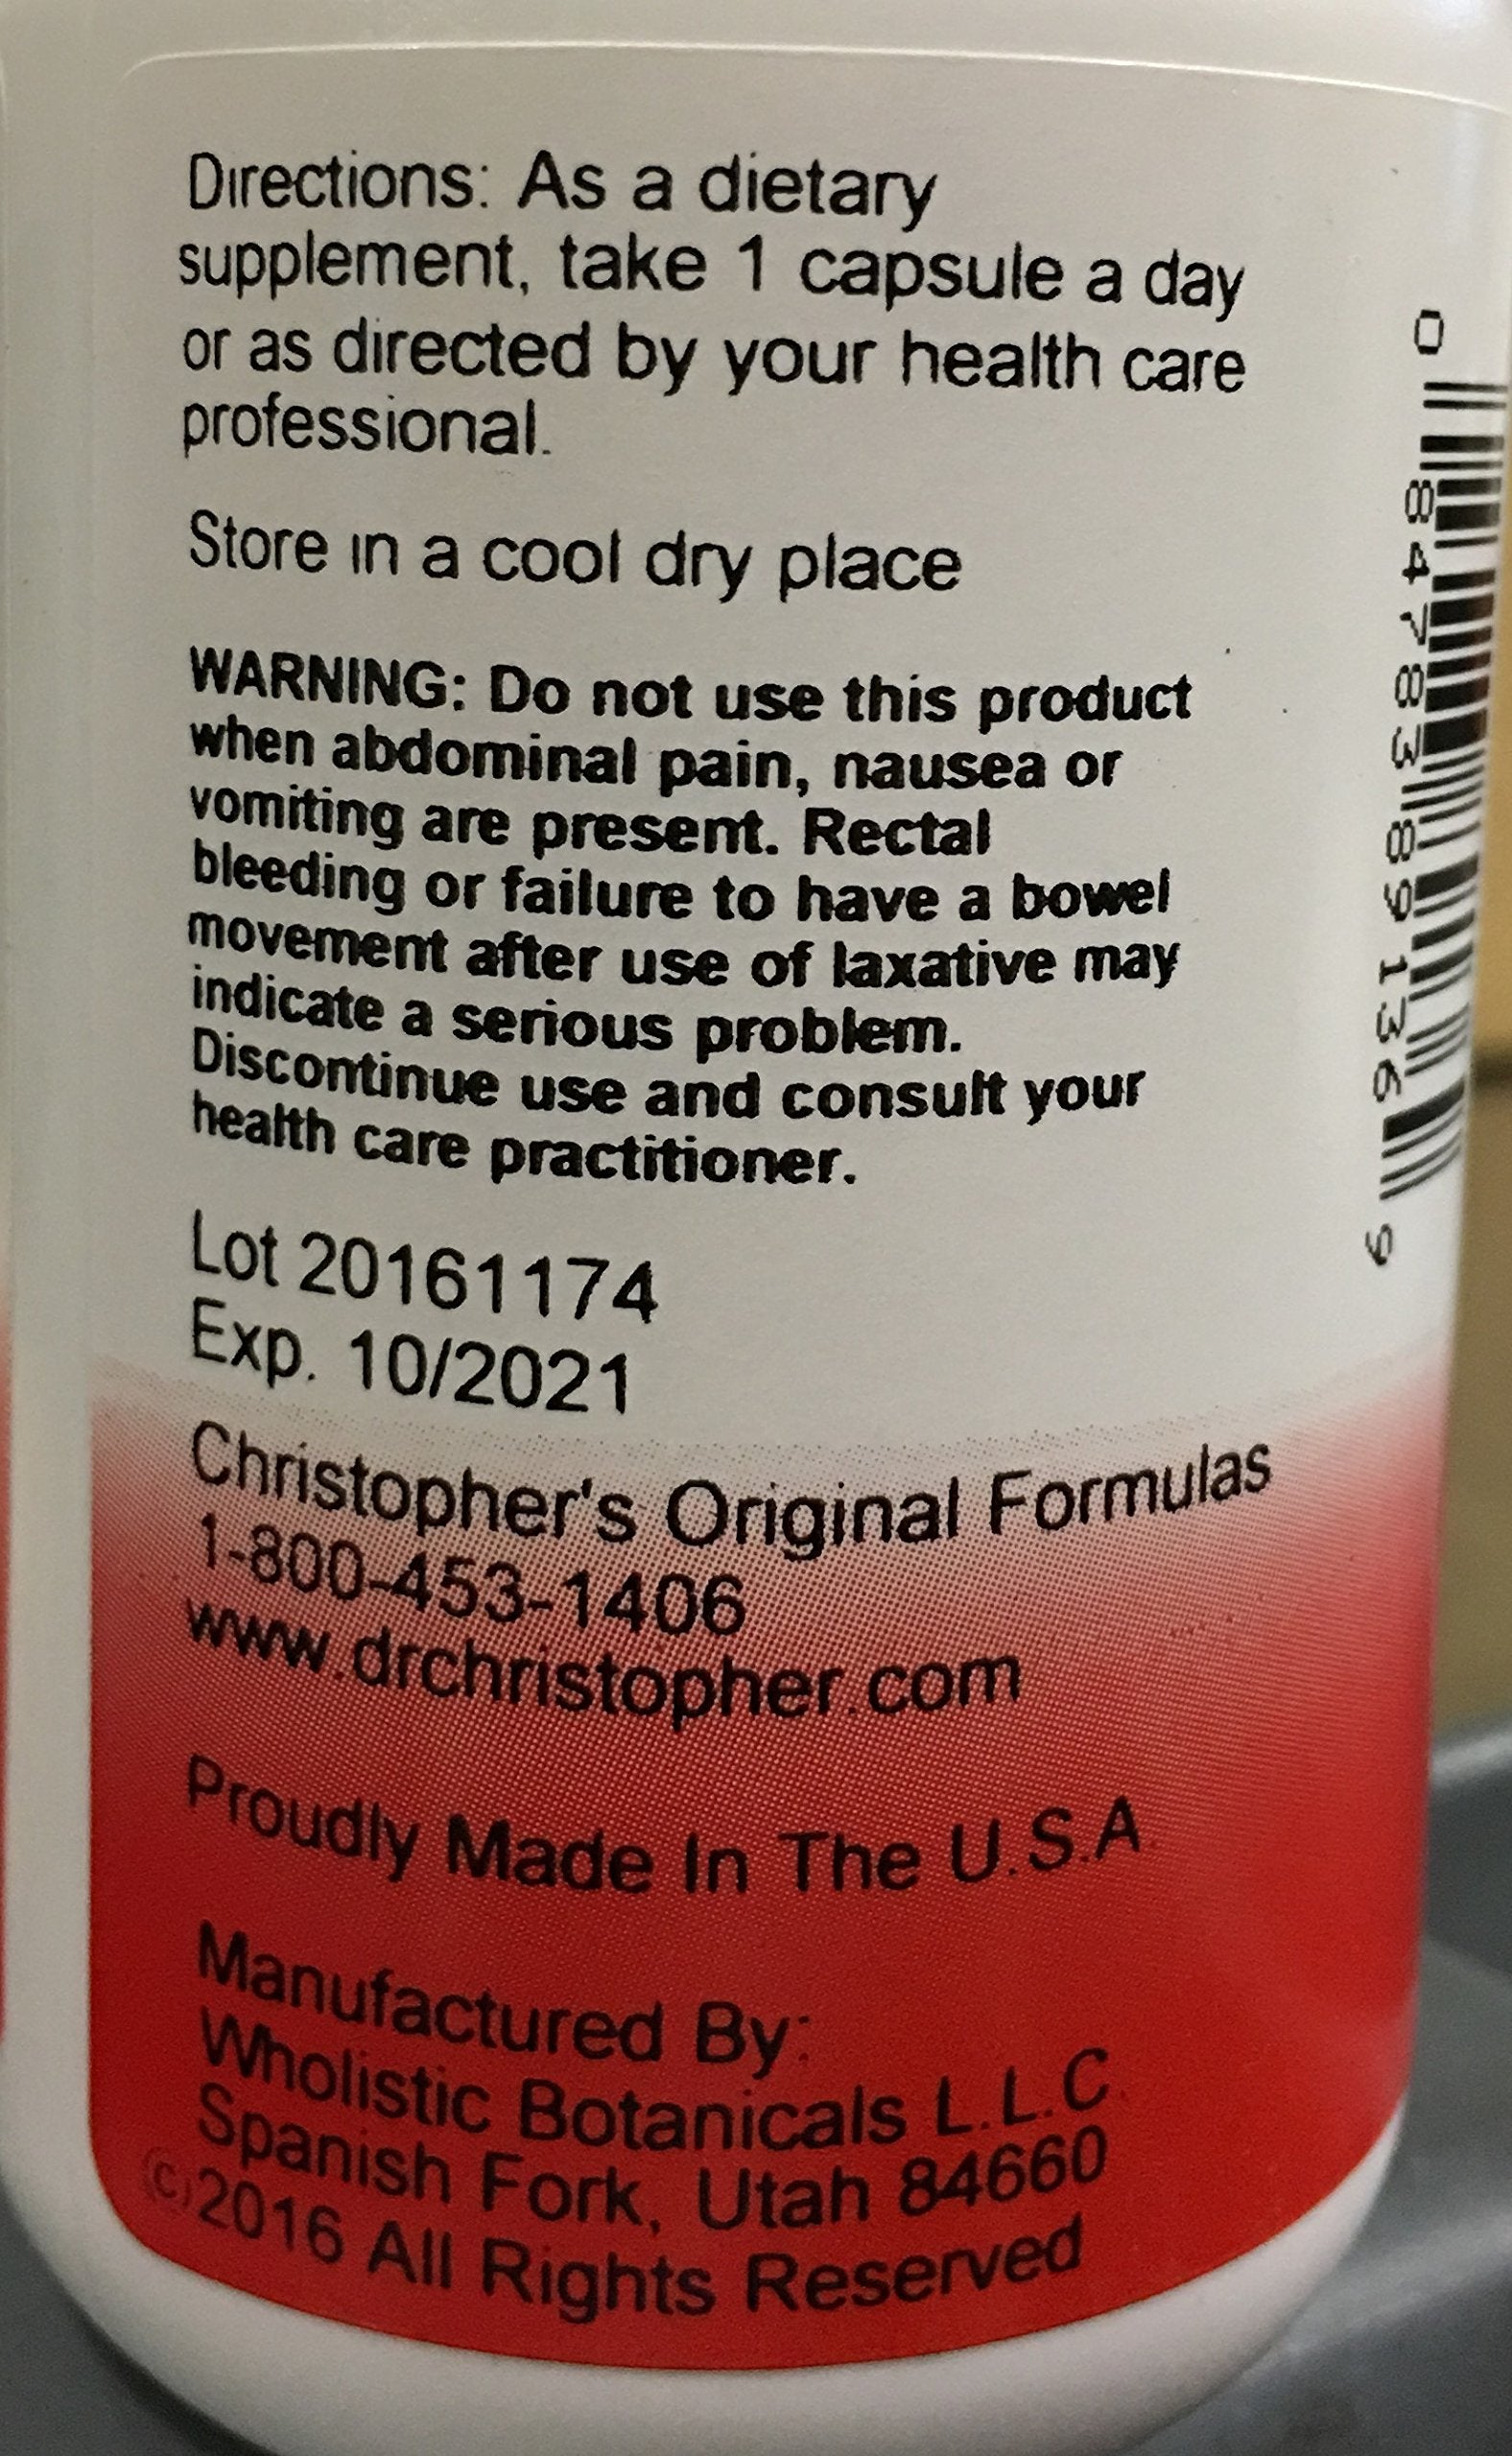 Directions: As a dietary
supplement, take 1 capsule a day
or as directed by your health care
professional.
Store in a cool dry place
WARNING: Do not use this product
when abdominal pain, nausea or
vomiting are present. Rectal
bleeding or failure to have a bowel
movement after use of laxative may
indicate a serious problem.
Discontinue use and consult your
health care practitioner.
Lot 20161174
Exp. 10/2021
Christopher's Original Formulas
1-800-453-1406
www.drchristopher.com
Proudly Made In The U.S.A.
Manufactured By:
Wholistic Botanicals L.L.C.
Spanish Fork, Utah 84660
(c)2016 All Rights Reserved
0 84783 89136 9